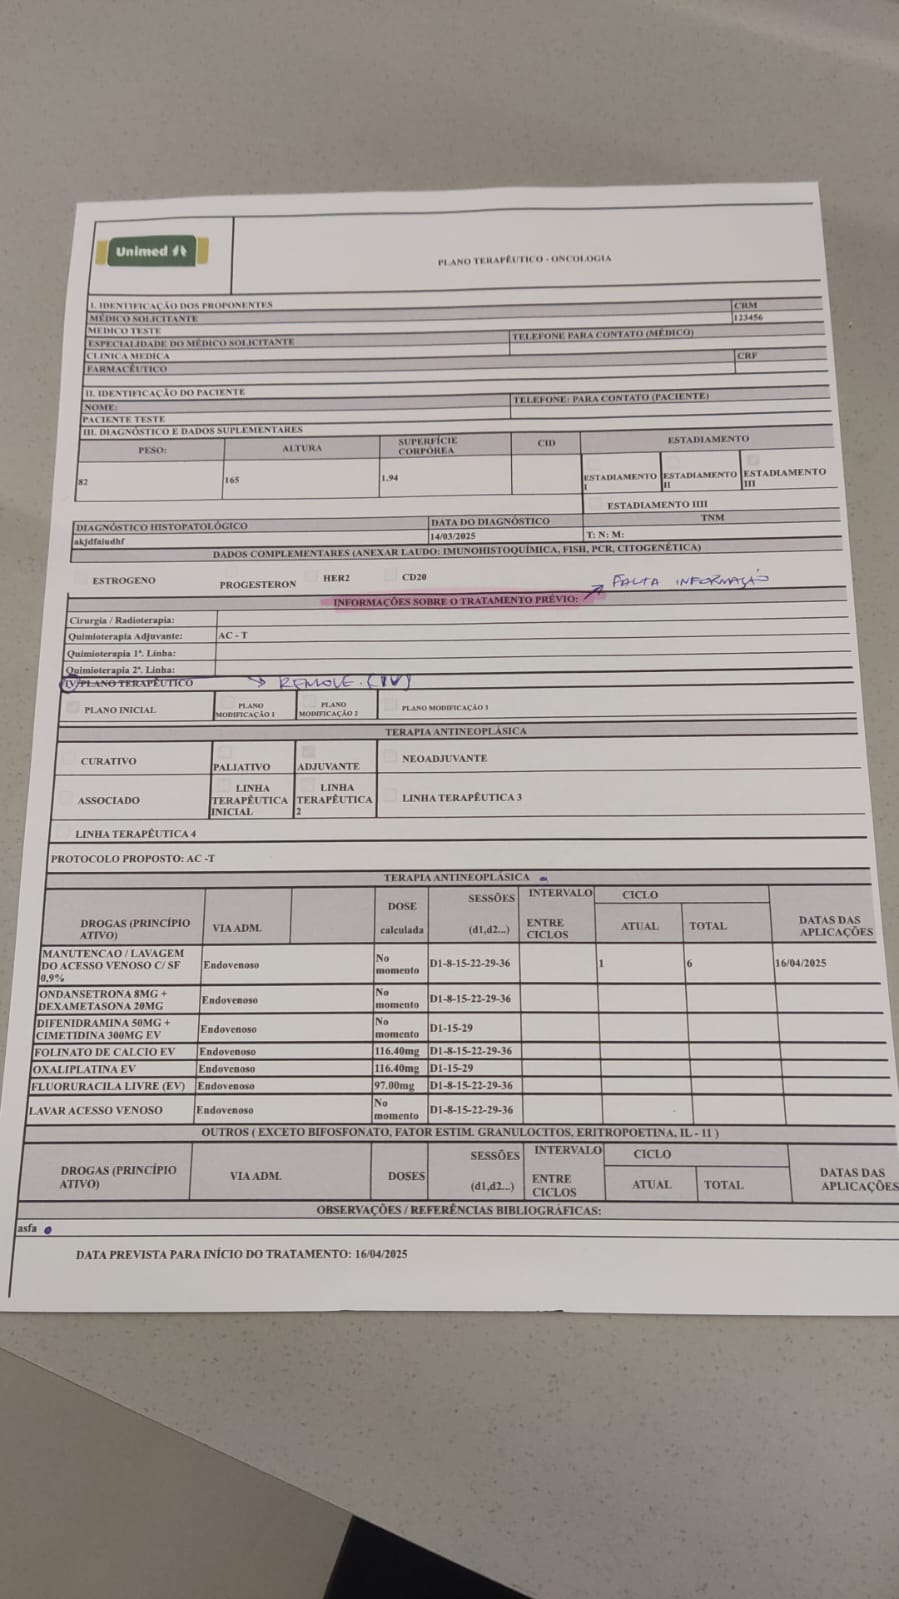 Unimed
PLANO TERAPÊUTICO - ONCOLOGIA
I. IDENTIFICAÇÃO DOS PROPONENTES CRM
MÉDICO SOLICITANTE 123456
MEDICO TESTE
ESPECIALIDADE DO MÉDICO SOLICITANTE TELEFONE PARA CONTATO (MÉDICO)
CLINICA MEDICA CRF
FARMACÊUTICO
II. IDENTIFICAÇÃO DO PACIENTE
NOME: TELEFONE: PARA CONTATO (PACIENTE)
PACIENTE TESTE
III. DIAGNÓSTICO E DADOS SUPLEMENTARES
PESO: ALTURA SUPERFÍCIE CORPÓREA CID ESTADIAMENTO
82 165 1.94 ESTADIAMENTO I ESTADIAMENTO II ESTADIAMENTO III
ESTADIAMENTO IIII
DIAGNÓSTICO HISTOPATOLÓGICO DATA DO DIAGNÓSTICO TNM
akjdfaiudhf 14/03/2025 T: N: M:
DADOS COMPLEMENTARES (ANEXAR LAUDO: IMUNOHISTOQUÍMICA, FISH, PCR, CITOGENÉTICA)
ESTROGENO PROGESTERON HER2 CD20
FALTA INFORMAÇÃO
INFORMAÇÕES SOBRE O TRATAMENTO PRÉVIO:
Cirurgia / Radioterapia:
Quimioterapia Adjuvante: AC - T
Quimioterapia 1ª. Linha:
Quimioterapia 2ª. Linha:
IV PLANO TERAPÊUTICO REMOVE. (IV)
PLANO INICIAL PLANO MODIFICAÇÃO 1 PLANO MODIFICAÇÃO 2 PLANO MODIFICAÇÃO 3
TERAPIA ANTINEOPLÁSICA
CURATIVO PALIATIVO ADJUVANTE NEOADJUVANTE
ASSOCIADO LINHA TERAPÊUTICA INICIAL LINHA TERAPÊUTICA 2 LINHA TERAPÊUTICA 3
LINHA TERAPÊUTICA 4
PROTOCOLO PROPOSTO: AC -T
TERAPIA ANTINEOPLÁSICA
DROGAS (PRINCÍPIO ATIVO) VIA ADM. DOSE calculada SESSÕES (d1,d2...) INTERVALO ENTRE CICLOS CICLO ATUAL TOTAL DATAS DAS APLICAÇÕES
MANUTENCAO / LAVAGEM DO ACESSO VENOSO C/ SF 0,9% Endovenoso No momento D1-8-15-22-29-36 1 6 16/04/2025
ONDANSETRONA 8MG + DEXAMETASONA 20MG Endovenoso No momento D1-8-15-22-29-36
DIFENIDRAMINA 50MG + CIMETIDINA 300MG EV Endovenoso No momento D1-15-29
FOLINATO DE CALCIO EV Endovenoso 116.40mg D1-8-15-22-29-36
OXALIPLATINA EV Endovenoso 116.40mg D1-15-29
FLUORURACILA LIVRE (EV) Endovenoso 97.00mg D1-8-15-22-29-36
LAVAR ACESSO VENOSO Endovenoso No momento D1-8-15-22-29-36
OUTROS ( EXCETO BIFOSFONATO, FATOR ESTIM. GRANULOCITOS, ERITROPOETINA, IL - 11 )
DROGAS (PRINCÍPIO ATIVO) VIA ADM. DOSES SESSÕES (d1,d2...) INTERVALO ENTRE CICLOS CICLO ATUAL TOTAL DATAS DAS APLICAÇÕES
OBSERVAÇÕES / REFERÊNCIAS BIBLIOGRÁFICAS:
asfa
DATA PREVISTA PARA INÍCIO DO TRATAMENTO: 16/04/2025